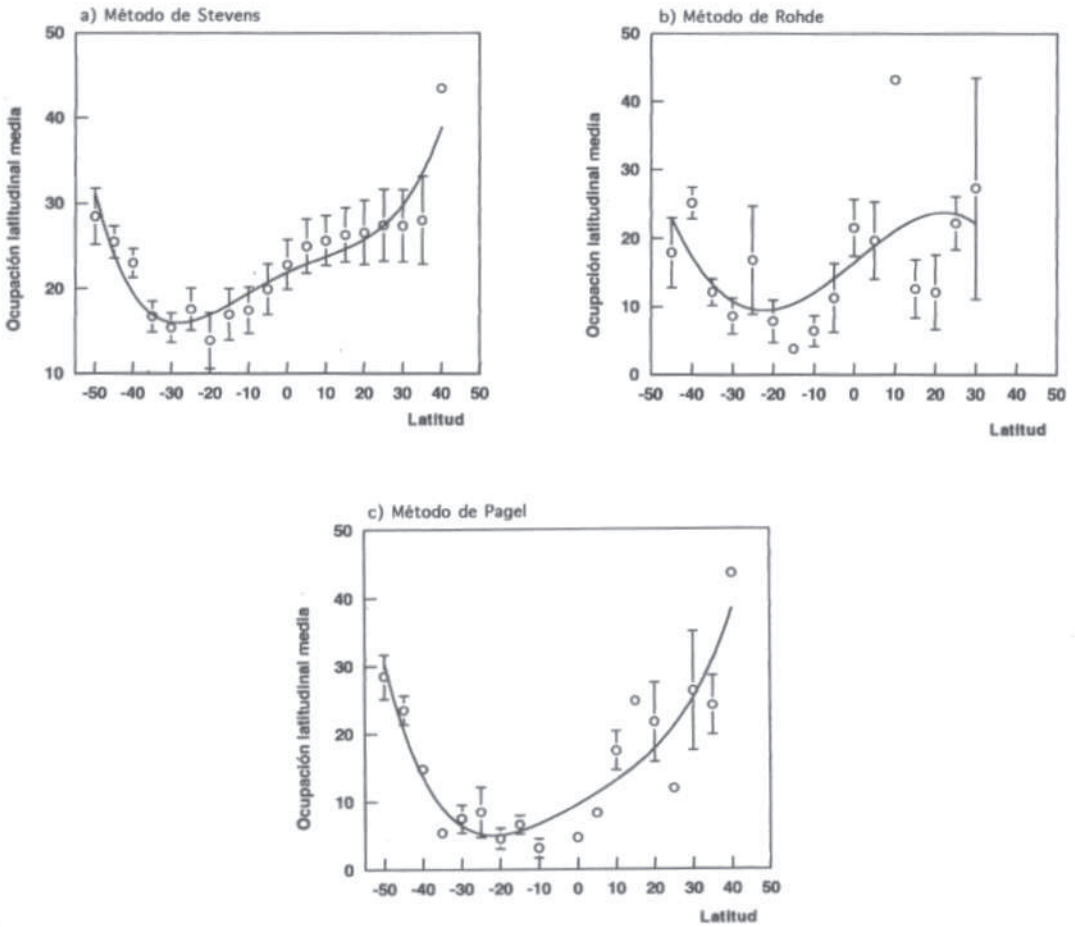 a) Método de Stevens
50
40
30
20
10
Ocupación latitudinal media
-50 -40 -30 -20 -10 0 10 20 30 40 50
Latitud
b) Método de Rohde
50
40
30
20
10
0
Ocupación latitudinal media
-50 -40 -30 -20 -10 0 10 20 30 40 50
Latitud
c) Método de Pagel
50
40
30
20
10
0
Ocupación latitudinal media
-50 -40 -30 -20 -10 0 10 20 30 40 50
Latitud